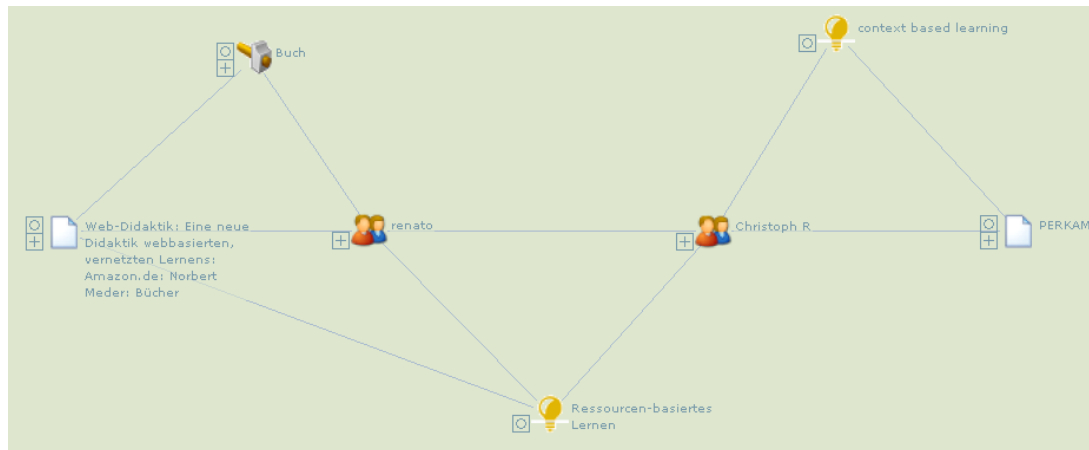 context based learning
Buch
Web-Didaktik: Eine neue
Didaktik webbasierten,
vernetzten Lernens:
Amazon.de: Norbert
Meder: Bücher
renato
Christoph R
PERKAM
Ressourcen-basiertes
Lernen